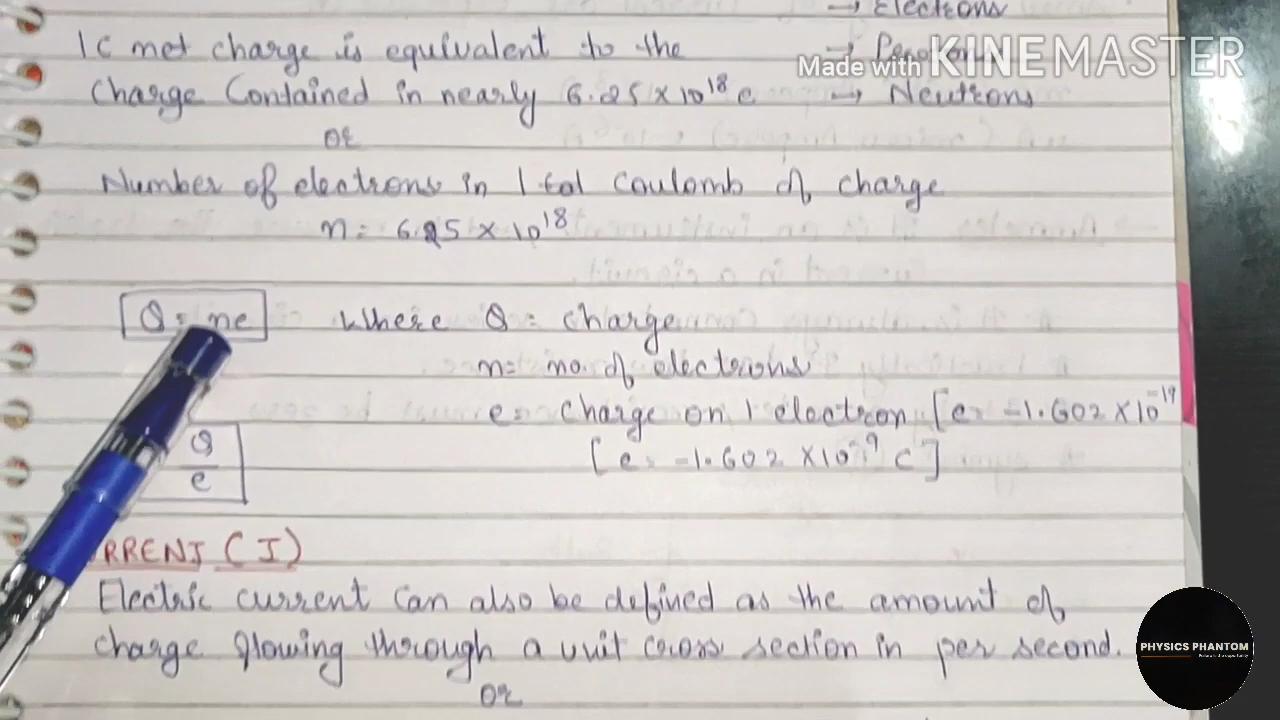 → Electrons
1C net charge is equivalent to the
Made with KINEMASTER
charge Contained in nearly 6.25 × 10¹⁸ e → Neutrons
OR
Number of electrons in 1 Coulomb of charge
n = 6.25 × 10¹⁸
Q = ne where Q = charge
n = no. of electrons
e = charge on 1 electron [e = -1.602 × 10⁻¹⁹
[e = -1.602 × 10⁻¹⁹ C]
Q
e
RRENT (I)
Electric current can also be defined as the amount of
charge flowing through a unit cross section in per second.
PHYSICS PHANTOM
OR